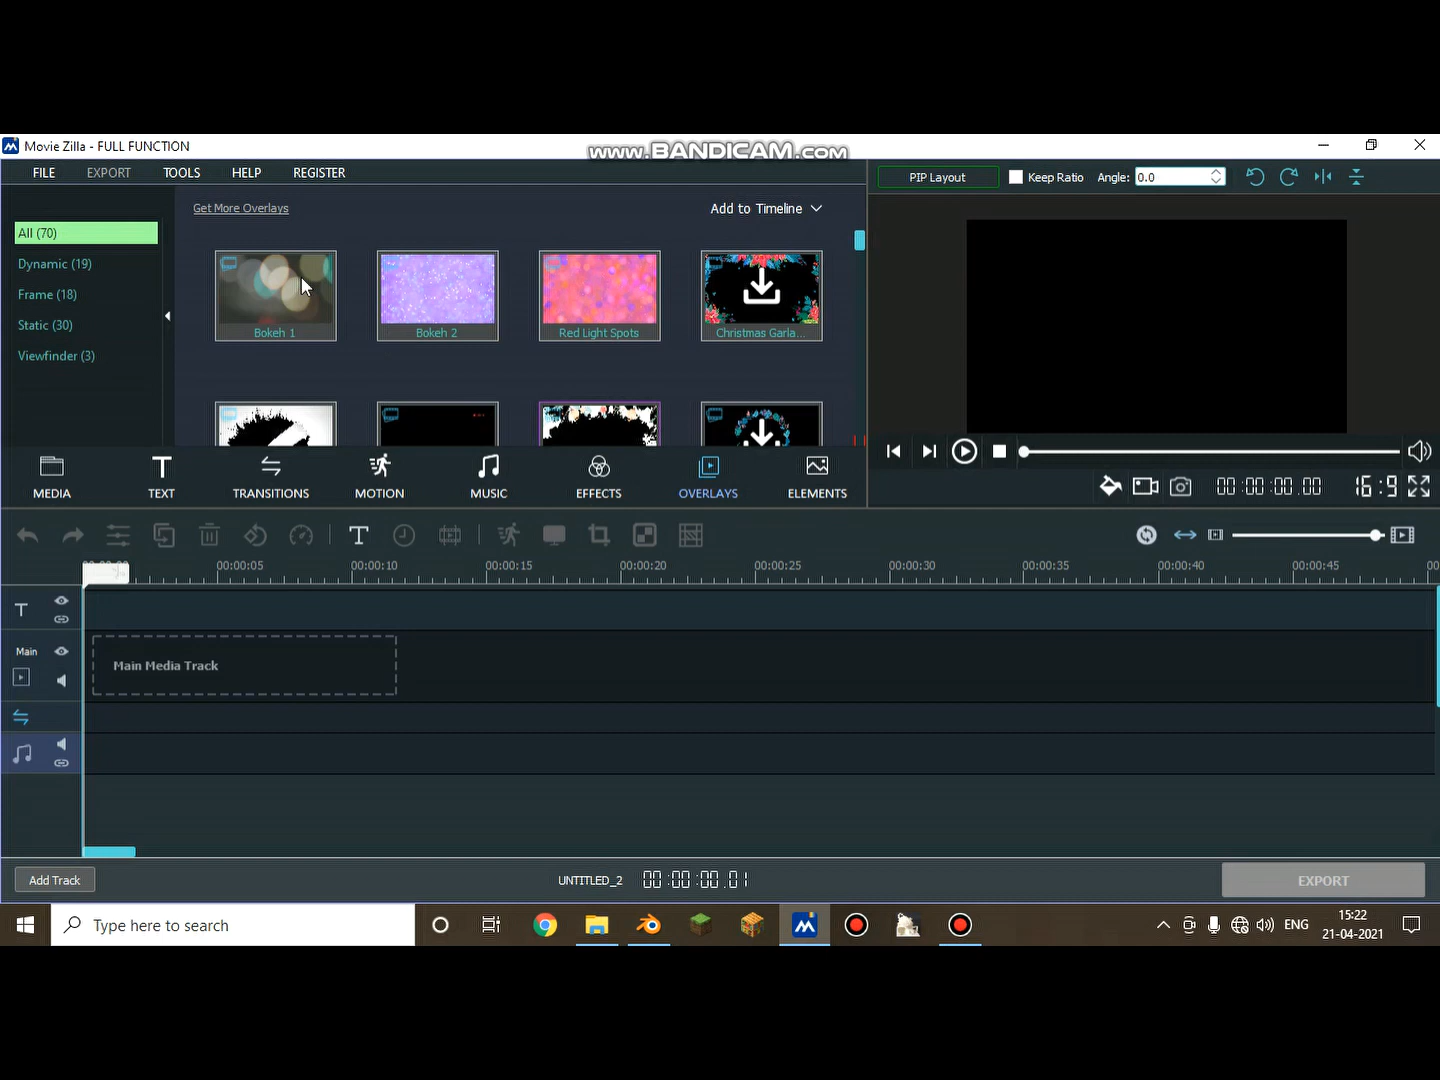 Movie Zilla - FULL FUNCTION
www.BANDICAM.com
FILE EXPORT TOOLS HELP REGISTER
PIP Layout Keep Ratio Angle: 0.0
Get More Overlays Add to Timeline
All (70)
Dynamic (19)
Frame (18)
Static (30)
Viewfinder (3)
Bokeh 1 Bokeh 2 Red Light Spots Christmas Garla...
MEDIA TEXT TRANSITIONS MOTION MUSIC EFFECTS OVERLAYS ELEMENTS
00:00:00.00 16:9
00:00:05 00:00:10 00:00:15 00:00:20 00:00:25 00:00:30 00:00:35 00:00:40 00:00:45 00
T
Main
Main Media Track
Add Track UNTITLED_2 00:00:00.01 EXPORT
Type here to search ENG 15:22
21-04-2021